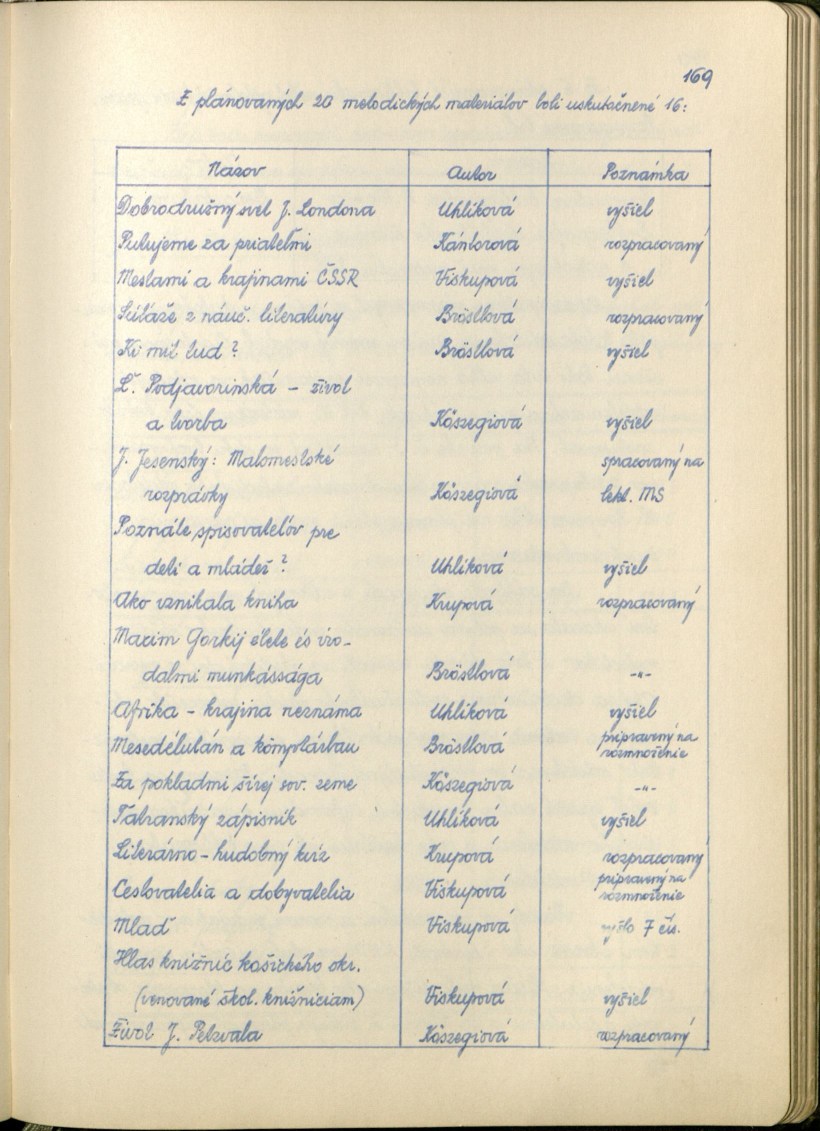 169
Z plánovaných 20 metodických materiálov boli uskutočnené 16:
Názov Autor Poznámka
Dobrodružný svet J. Londona Uhliková vyšiel
Putujeme za priateľmi Kántorová rozpracovaný
Mestami a krajinami ČSSR Viskupová vyšiel
Súťaže z náuč. literatúry Bröstlová rozpracovaný
Ki mit tud? Bröstlová vyšiel
Ľ. Podjavorinská - život
a tvorba Köszegiová vyšiel
J. Jesenský: Malomestské spracovaný na
rozprávky Köszegiová lekt. MS
Poznáte spisovateľov pre
deti a mládež? Uhliková vyšiel
Ako vznikala kniha Krupová rozpracovaný
Maxim Gorkij élete és iro-
dalmi munkássága Bröstlová -"-
Afrika - krajina neznáma Uhliková vyšiel
Mesedélután a könyvtárban Bröstlová pripravený na rozmnoženie
Za pokladmi šírej sov. zeme Köszegiová -"-
Tatranský zápisník Uhliková vyšiel
Literárno - hudobný kvíz Krupová rozpracovaný
Cestovatelia a dobyvatelia Viskupová pripravený na rozmnoženie
Mlaď Viskupová vyšlo 7 čís.
Hlas knižníc košického okr.
(venované škol. knižniciam) Viskupová vyšiel
Život J. Petzvala Köszegiová rozpracovaný